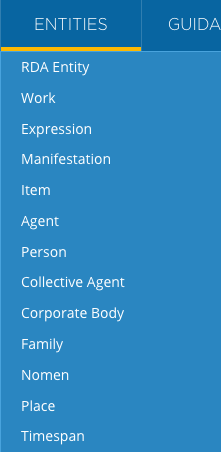 ENTITIES GUIDA
RDA Entity
Work
Expression
Manifestation
Item
Agent
Person
Collective Agent
Corporate Body
Family
Nomen
Place
Timespan